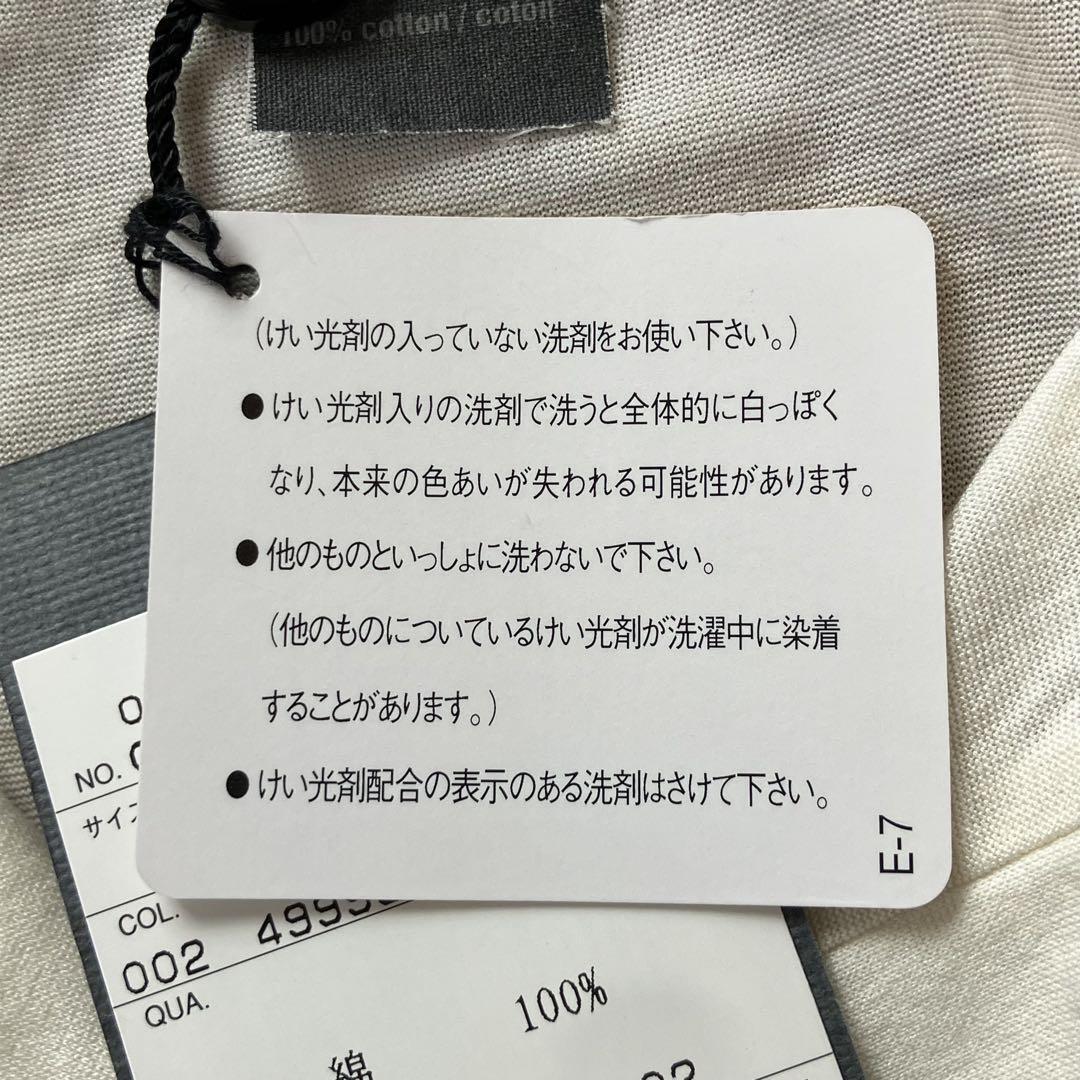 100% cotton / coton
(けい光剤の入っていない洗剤をお使い下さい。)
●けい光剤入りの洗剤で洗うと全体的に白っぽく
なり、本来の色あいが失われる可能性があります。
●他のものといっしょに洗わないで下さい。
(他のものについているけい光剤が洗濯中に染着
することがあります。)
●けい光剤配合の表示のある洗剤はさけて下さい。
E-7
NO.
サイズ
COL.
002 4999
QUA.
100%
綿
02